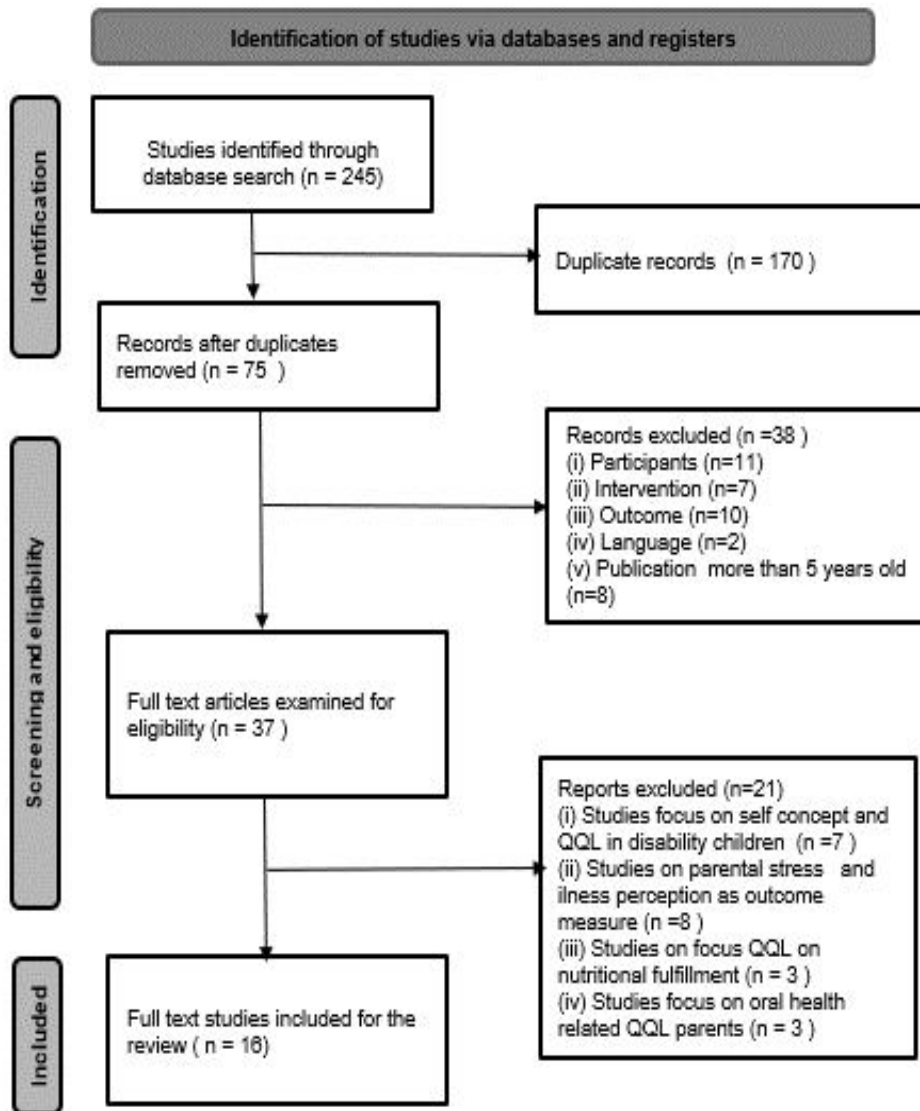 Identification of studies via databases and registers
Identification
Studies identified through
database search (n = 245)
Duplicate records (n = 170 )
Records after duplicates
removed (n = 75 )
Screening and eligibility
Records excluded (n =38 )
(i) Participants (n=11)
(ii) Intervention (n=7)
(iii) Outcome (n=10)
(iv) Language (n=2)
(v) Publication more than 5 years old
(n=8)
Full text articles examined for
eligibility (n = 37 )
Reports excluded (n=21)
(i) Studies focus on self concept and
QQL in disability children (n =7 )
(ii) Studies on parental stress and
ilness perception as outcome
measure (n =8 )
(iii) Studies on focus QQL on
nutritional fulfillment (n = 3 )
(iv) Studies focus on oral health
related QQL parents (n = 3 )
Included
Full text studies included for the
review ( n = 16)